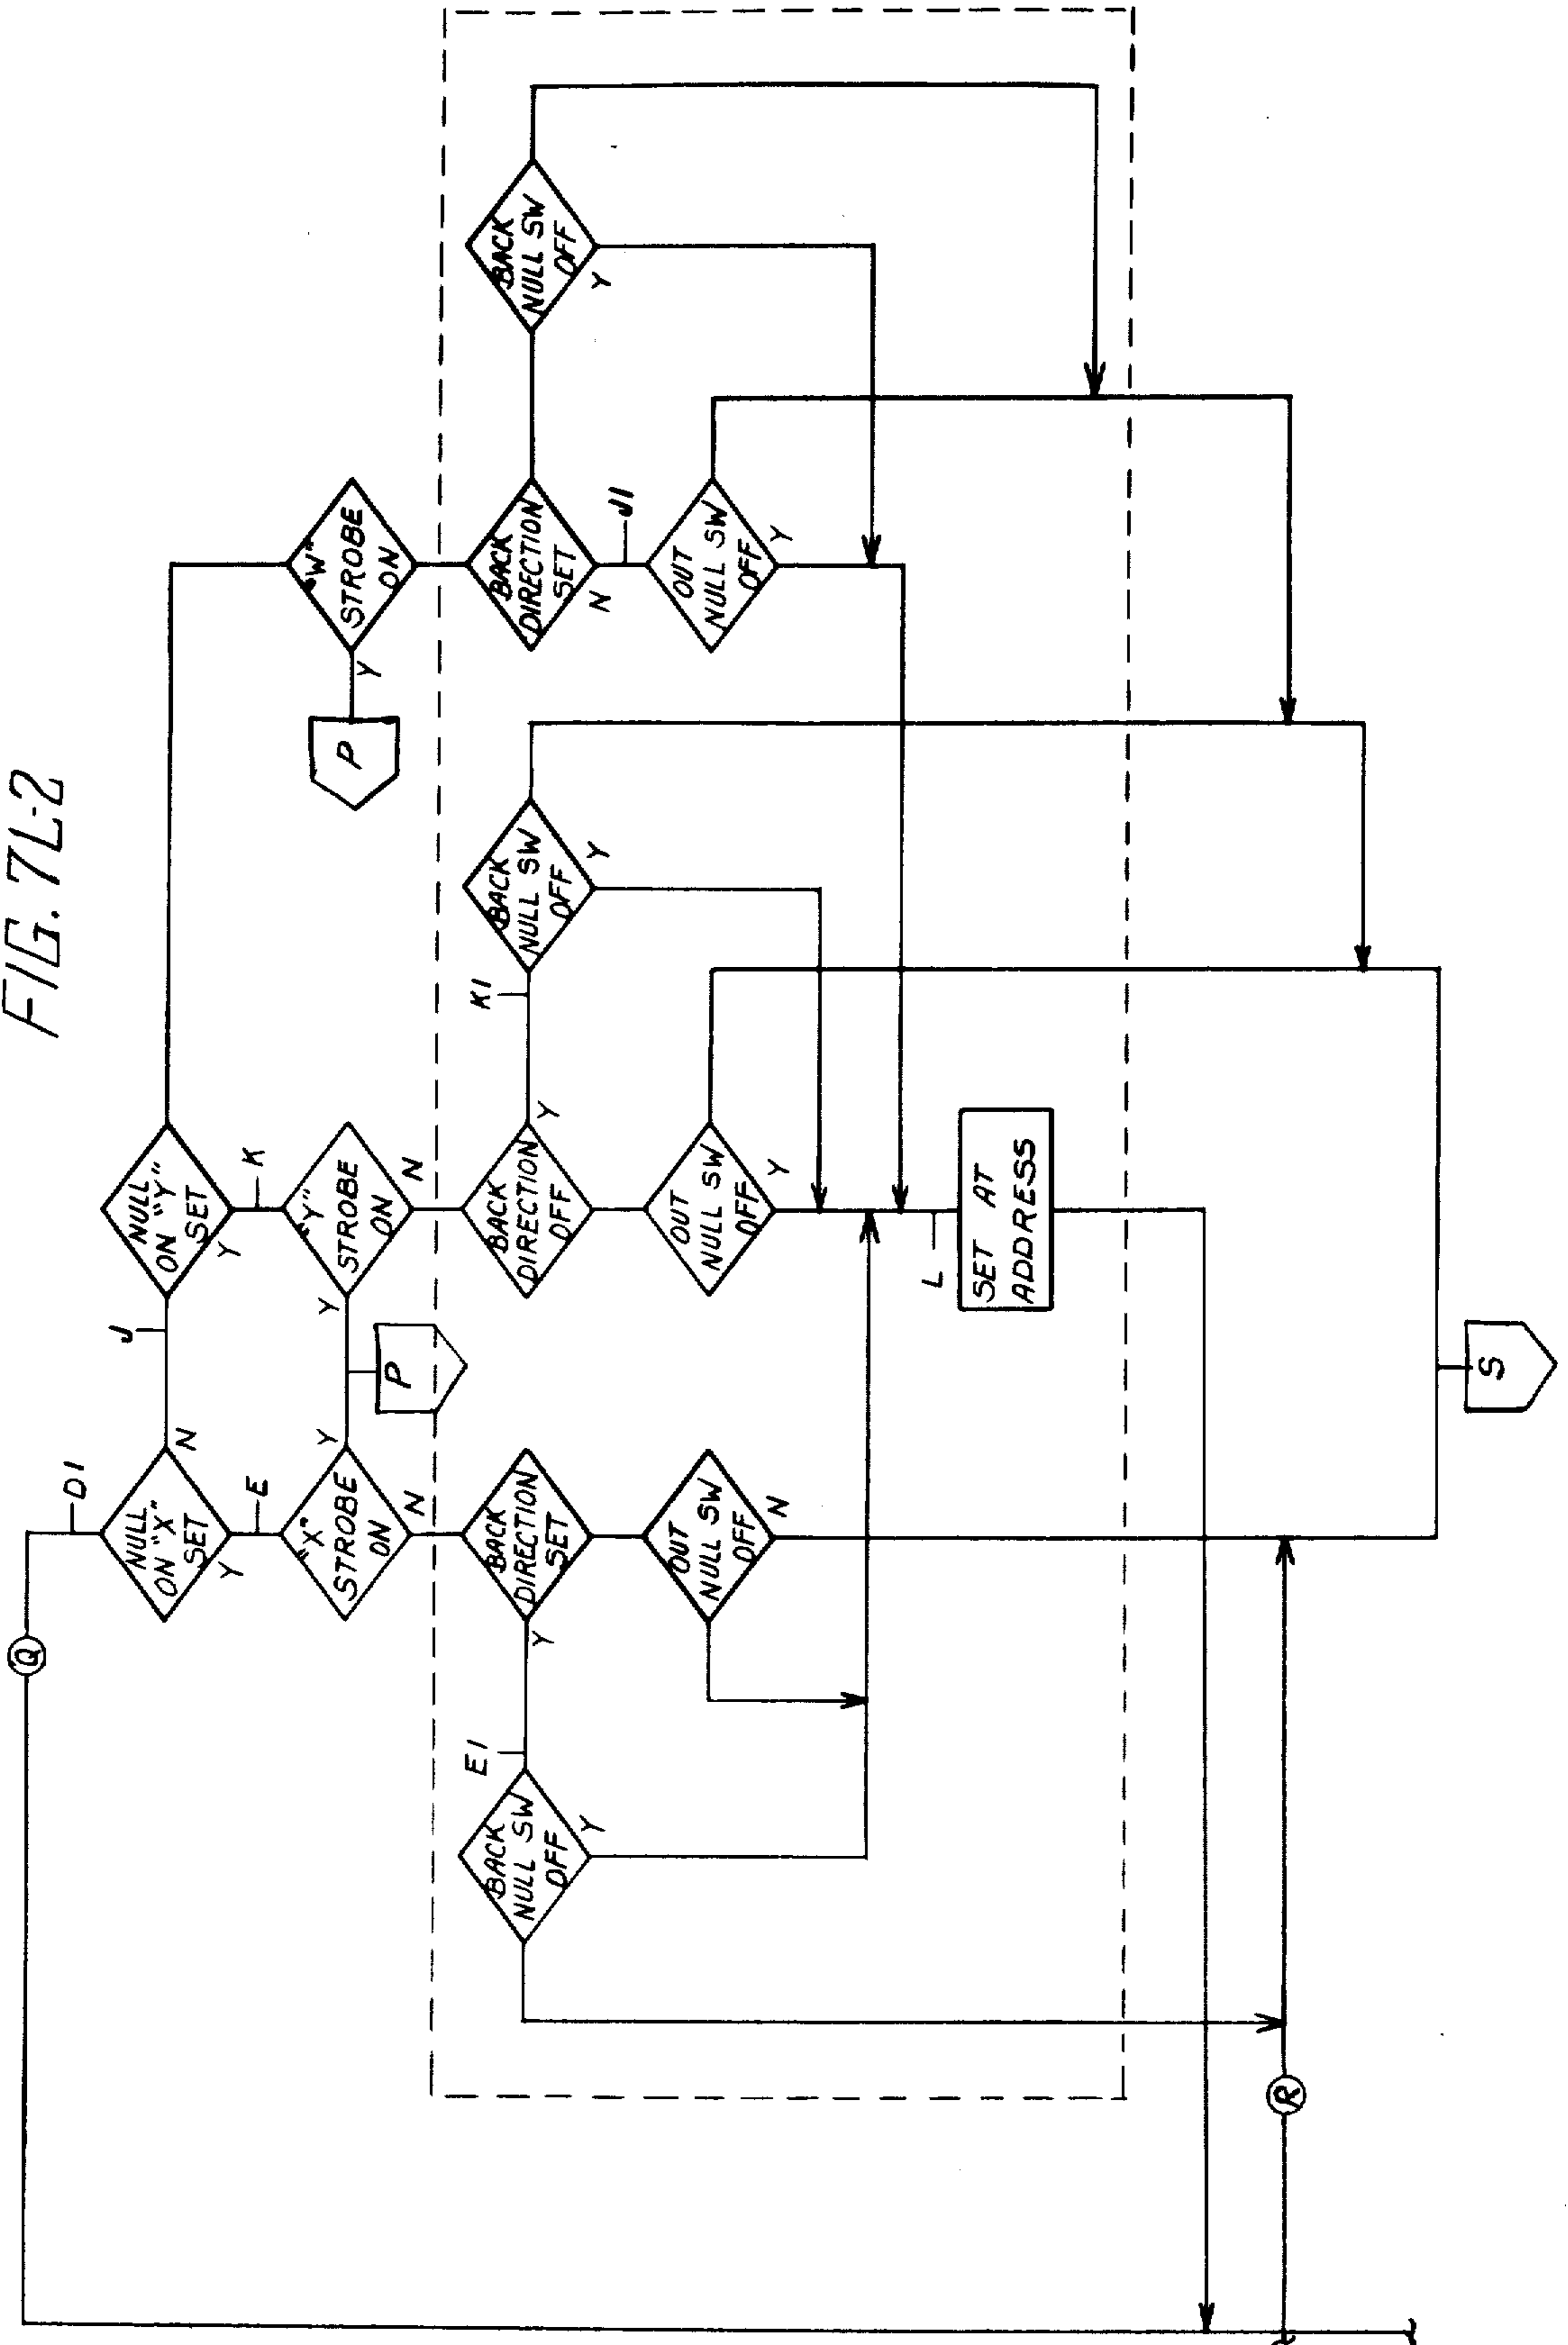 FIG. 7L-2
Q
D1
NULL
ON "X"
SET
N
Y
J
NULL
ON "Y"
SET
Y
E
K
"X"
STROBE
ON
Y
N
P
"Y"
STROBE
ON
Y
N
P
"W"
STROBE
ON
Y
BACK
NULL SW
OFF
Y
E1
BACK
DIRECTION
SET
Y
BACK
DIRECTION
OFF
Y
K1
BACK
NULL SW
OFF
Y
BACK
DIRECTION
SET
N
J1
BACK
NULL SW
OFF
Y
OUT
NULL SW
OFF
N
OUT
NULL SW
OFF
Y
OUT
NULL SW
OFF
Y
L
SET AT
ADDRESS
R
S